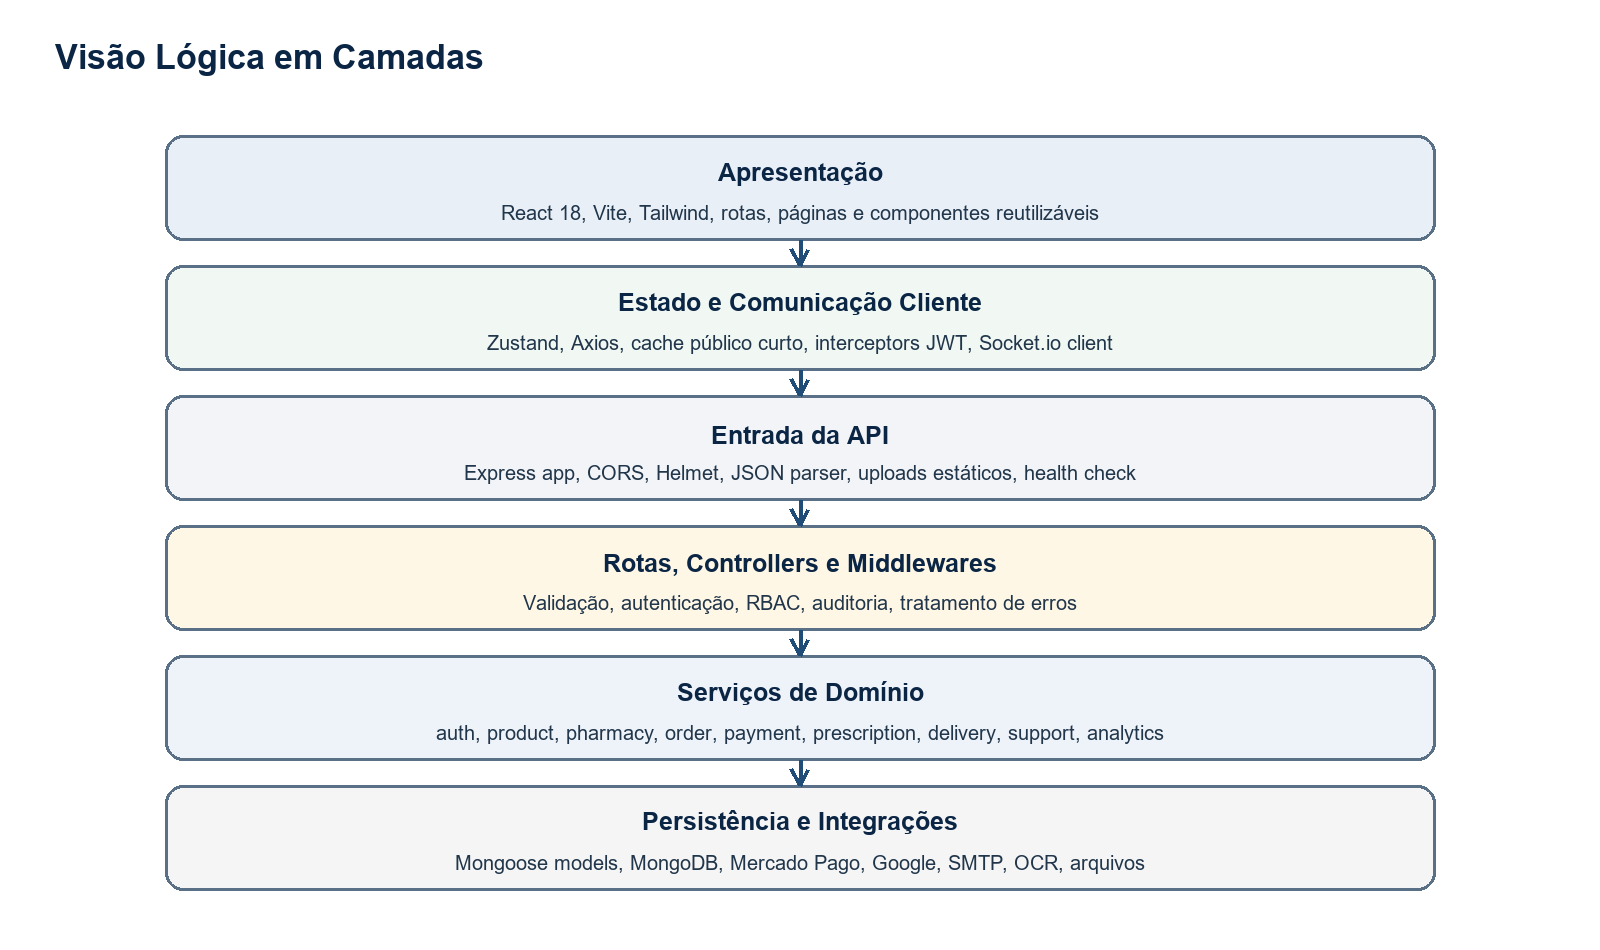 Visão Lógica em Camadas
Apresentação
React 18, Vite, Tailwind, rotas, páginas e componentes reutilizáveis
Estado e Comunicação Cliente
Zustand, Axios, cache público curto, interceptors JWT, Socket.io client
Entrada da API
Express app, CORS, Helmet, JSON parser, uploads estáticos, health check
Rotas, Controllers e Middlewares
Validação, autenticação, RBAC, auditoria, tratamento de erros
Serviços de Domínio
auth, product, pharmacy, order, payment, prescription, delivery, support, analytics
Persistência e Integrações
Mongoose models, MongoDB, Mercado Pago, Google, SMTP, OCR, arquivos